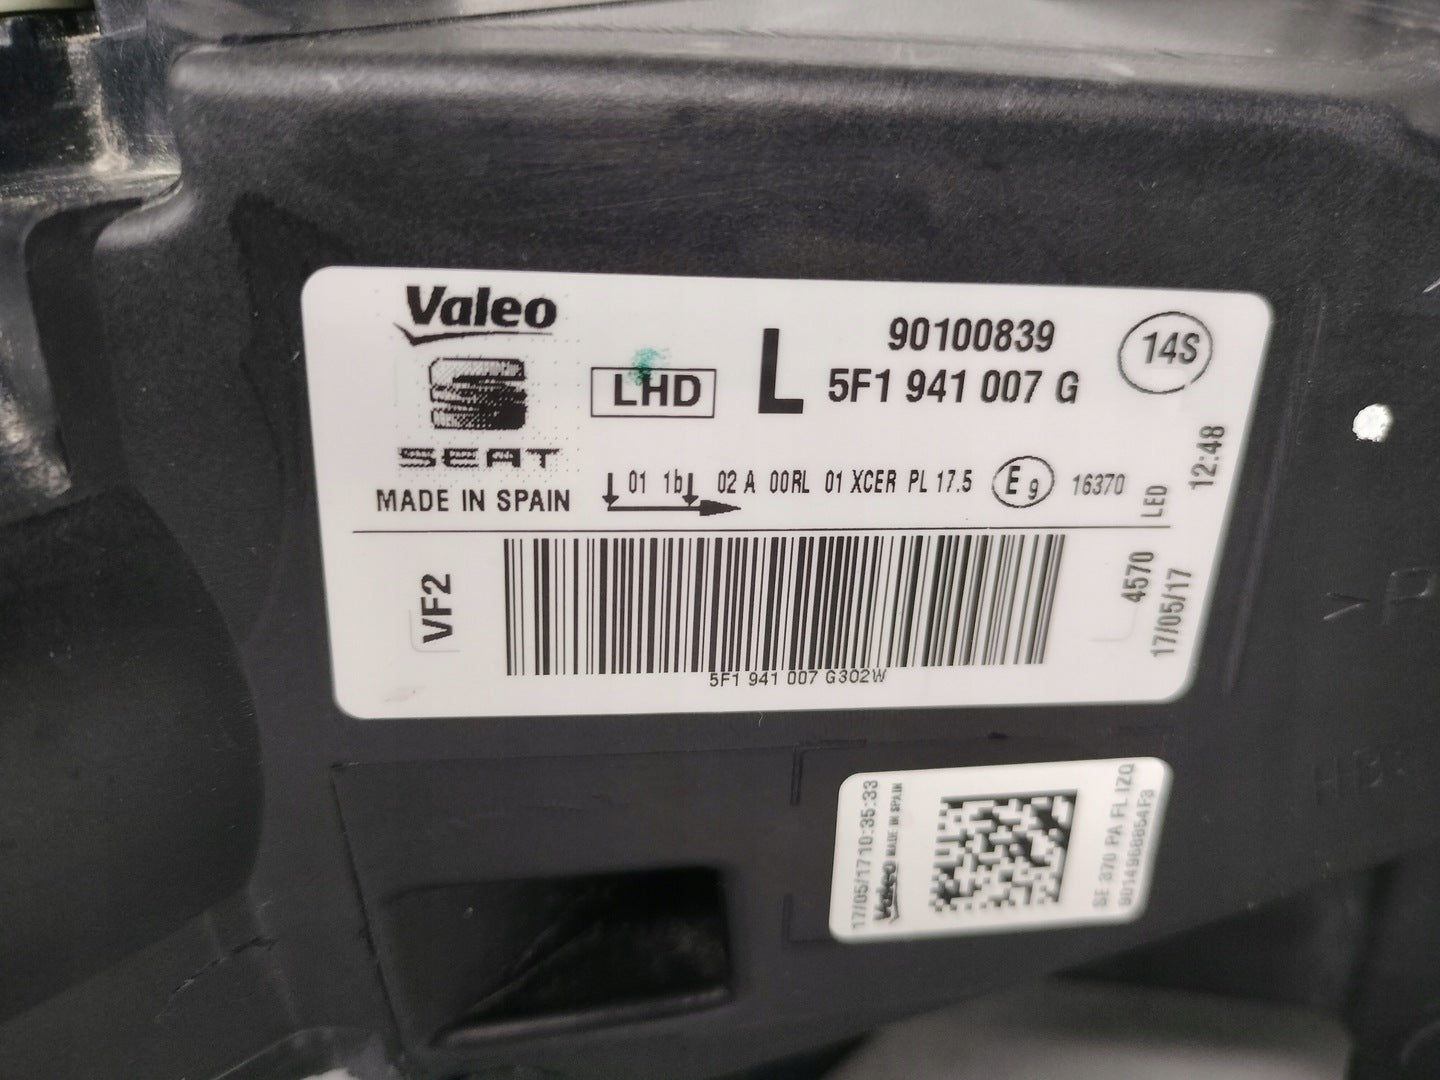 Valeo
SEAT
MADE IN SPAIN
LHD
L
90100839
5F1 941 007 G
14S
01 1b 02 A 00RL 01 XCER PL 17.5 E9 16370
LED 12:48
VF2
4570
17/05/17
5F1 941 007 G302W
17/05/17 10:35:33
Valeo MADE IN SPAIN
SE 370 PA FL IZQ